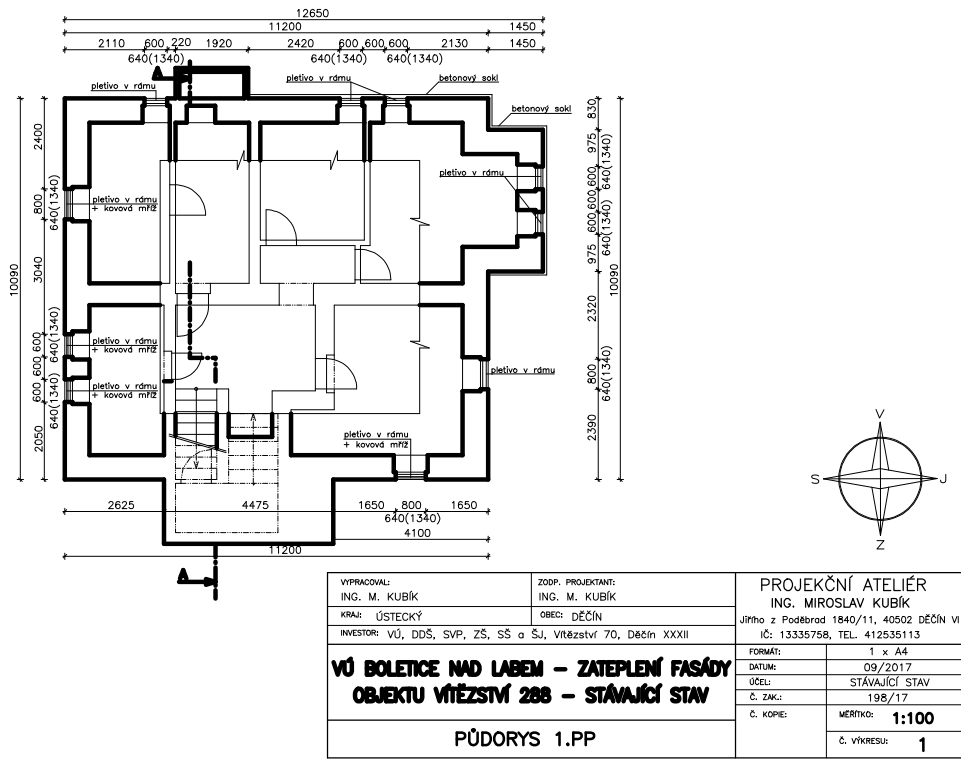 12650
11200 1450
2110 600 220 1920 2420 600 600 600 2130 1450
640(1340) 640(1340) 640(1340)
A
pletivo v rámu pletivo v rámu betonový sokl
betonový sokl
10090
2400
800
640(1340)
3040
600
640(1340)
600
600
640(1340)
2050
pletivo v rámu
+ kovová mříž
pletivo v rámu
+ kovová mříž
pletivo v rámu
+ kovová mříž
pletivo v rámu
pletivo v rámu
pletivo v rámu
+ kovová mříž
830
975
600
640(1340)
600
600
640(1340)
975
2320
800
640(1340)
2390
10090
2625 4475 1650 800 1650
640(1340)
4100
11200
A
V
S J
Z
VYPRACOVAL:
ING. M. KUBÍK
ZODP. PROJEKTANT:
ING. M. KUBÍK
KRAJ: ÚSTECKÝ
OBEC: DĚČÍN
INVESTOR: VÚ, DDŠ, SVP, ZŠ, SŠ a ŠJ, Vítězství 70, Děčín XXXII
VÚ BOLETICE NAD LABEM – ZATEPLENÍ FASÁDY
OBJEKTU VÍTĚZSTVÍ 288 – STÁVAJÍCÍ STAV
PŮDORYS 1.PP
PROJEKČNÍ ATELIÉR
ING. MIROSLAV KUBÍK
Jiřího z Poděbrad 1840/11, 40502 DĚČÍN VI
IČ: 13335758, TEL. 412535113
FORMÁT: 1 x A4
DATUM: 09/2017
ÚČEL: STÁVAJÍCÍ STAV
Č. ZAK.: 198/17
Č. KOPIE:
MĚŘÍTKO: 1:100
Č. VÝKRESU: 1